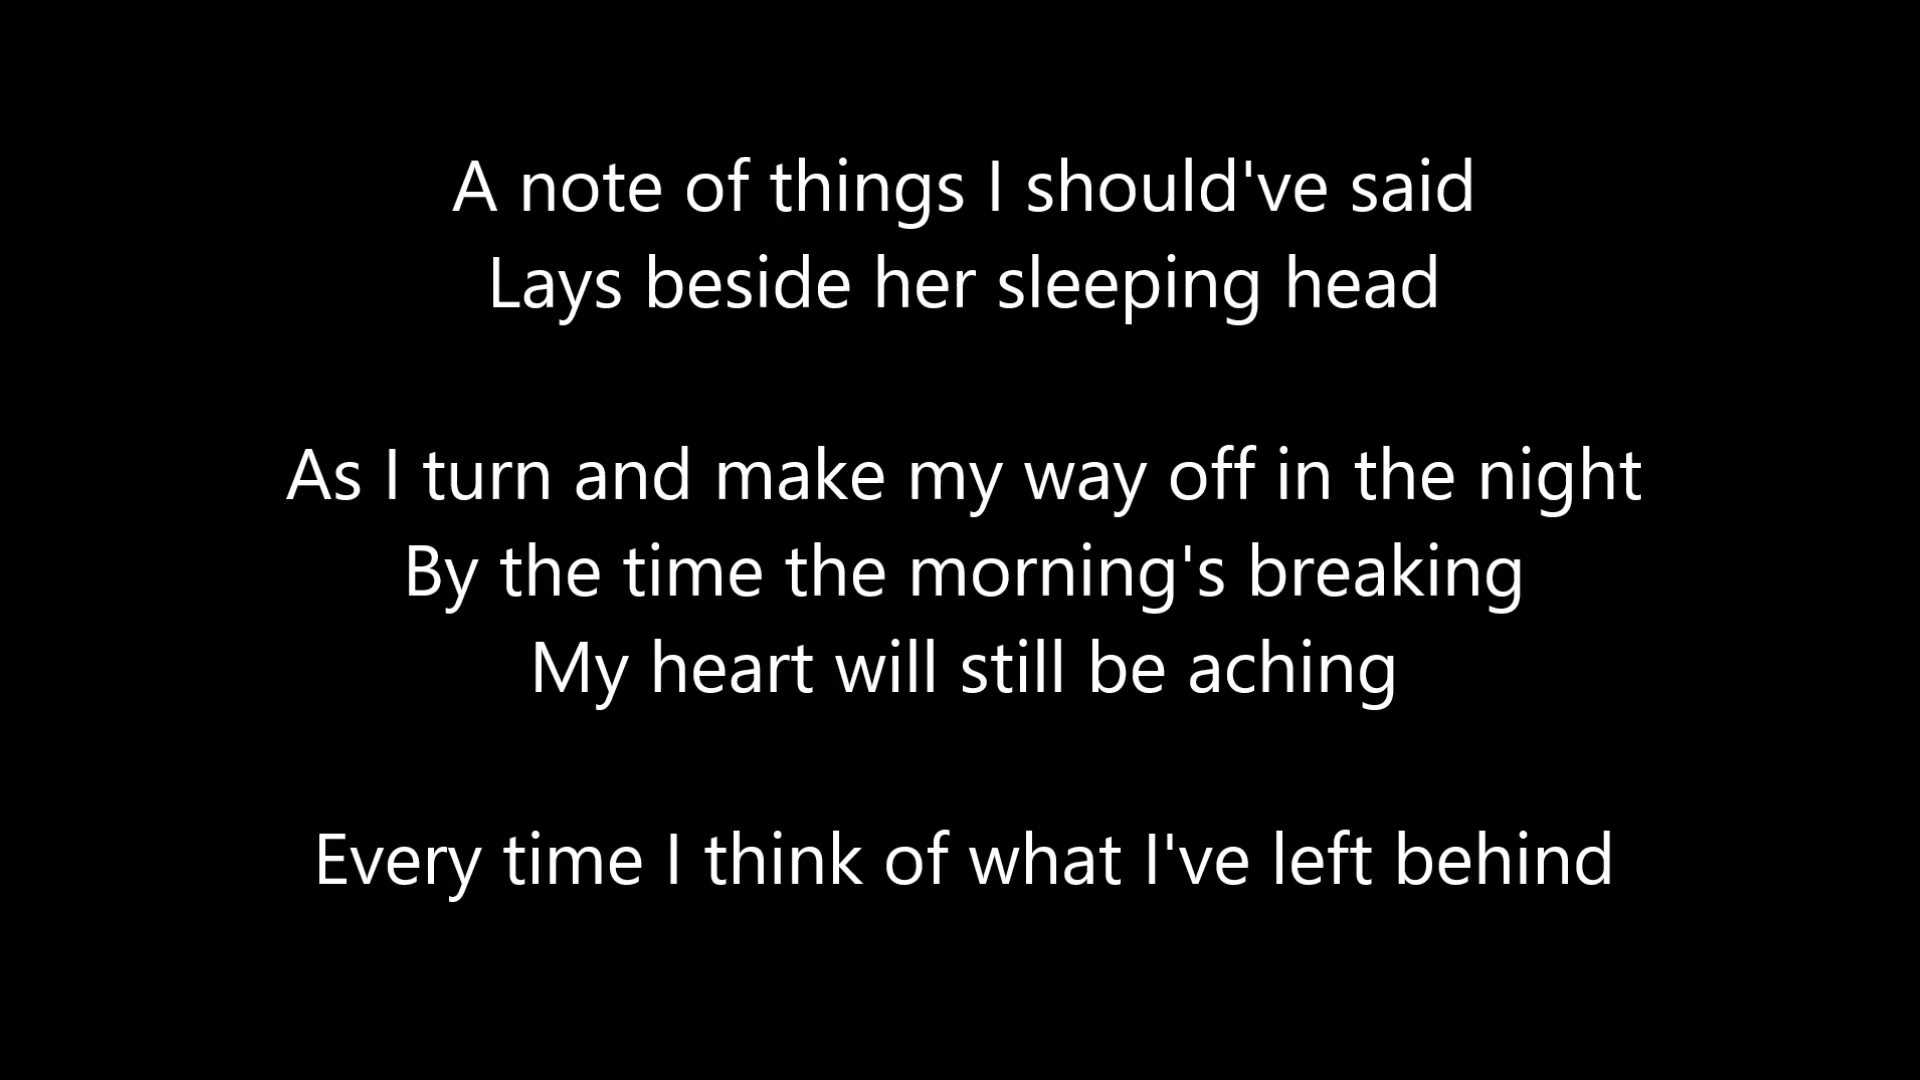 A note of things I should've said
Lays beside her sleeping head
As I turn and make my way off in the night
By the time the morning's breaking
My heart will still be aching
Every time I think of what I've left behind